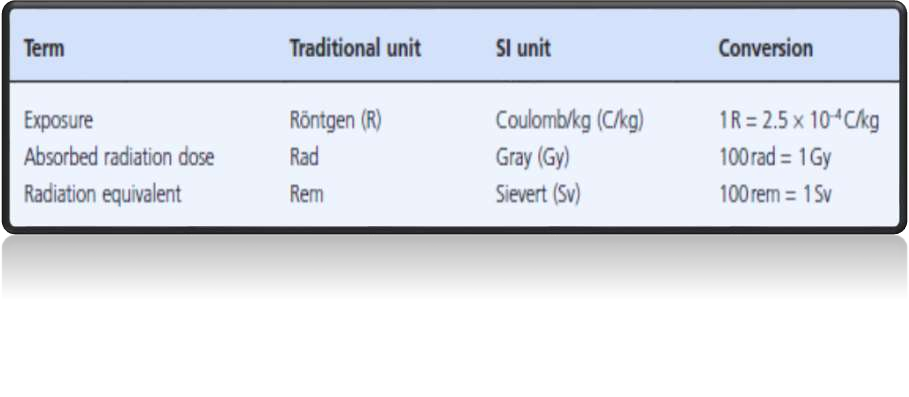 Term Traditional unit SI unit Conversion
Exposure Röntgen (R) Coulomb/kg (C/kg) 1 R = 2.5 × 10⁻⁴ C/kg
Absorbed radiation dose Rad Gray (Gy) 100 rad = 1 Gy
Radiation equivalent Rem Sievert (Sv) 100 rem = 1 Sv